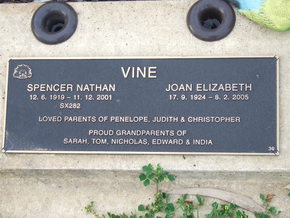 VINE
SPENCER NATHAN JOAN ELIZABETH
12. 6. 1919 – 11. 12. 2001 17. 9. 1924 – 8. 2. 2005
SX282
LOVED PARENTS OF PENELOPE, JUDITH & CHRISTOPHER
PROUD GRANDPARENTS OF
SARAH, TOM, NICHOLAS, EDWARD & INDIA